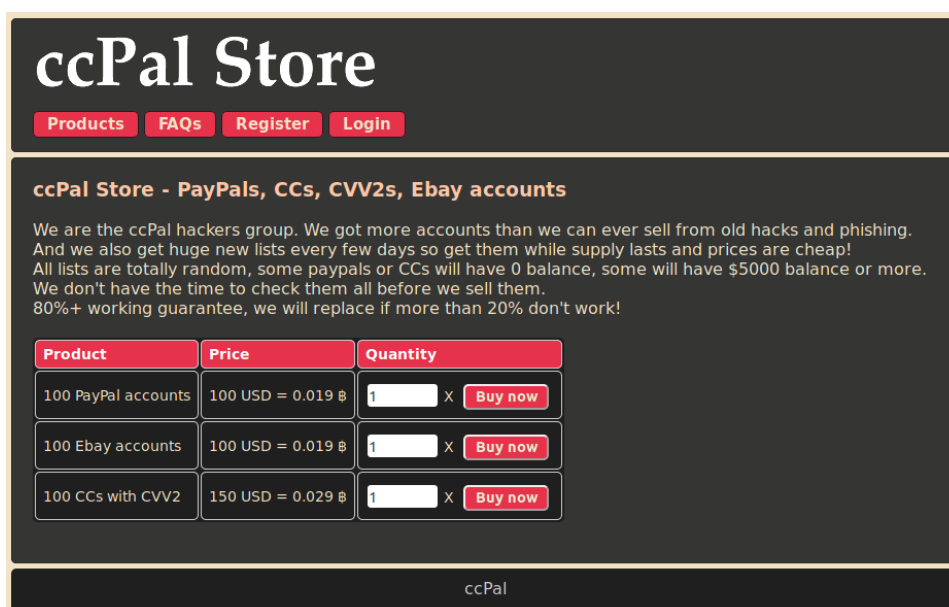 ccPal Store
Products FAQs Register Login
ccPal Store - PayPals, CCs, CVV2s, Ebay accounts
We are the ccPal hackers group. We got more accounts than we can ever sell from old hacks and phishing.
And we also get huge new lists every few days so get them while supply lasts and prices are cheap!
All lists are totally random, some paypals or CCs will have 0 balance, some will have $5000 balance or more.
We don't have the time to check them all before we sell them.
80%+ working guarantee, we will replace if more than 20% don't work!
Product Price Quantity
100 PayPal accounts 100 USD = 0.019 ฿ 1 X Buy now
100 Ebay accounts 100 USD = 0.019 ฿ 1 X Buy now
100 CCs with CVV2 150 USD = 0.029 ฿ 1 X Buy now
ccPal